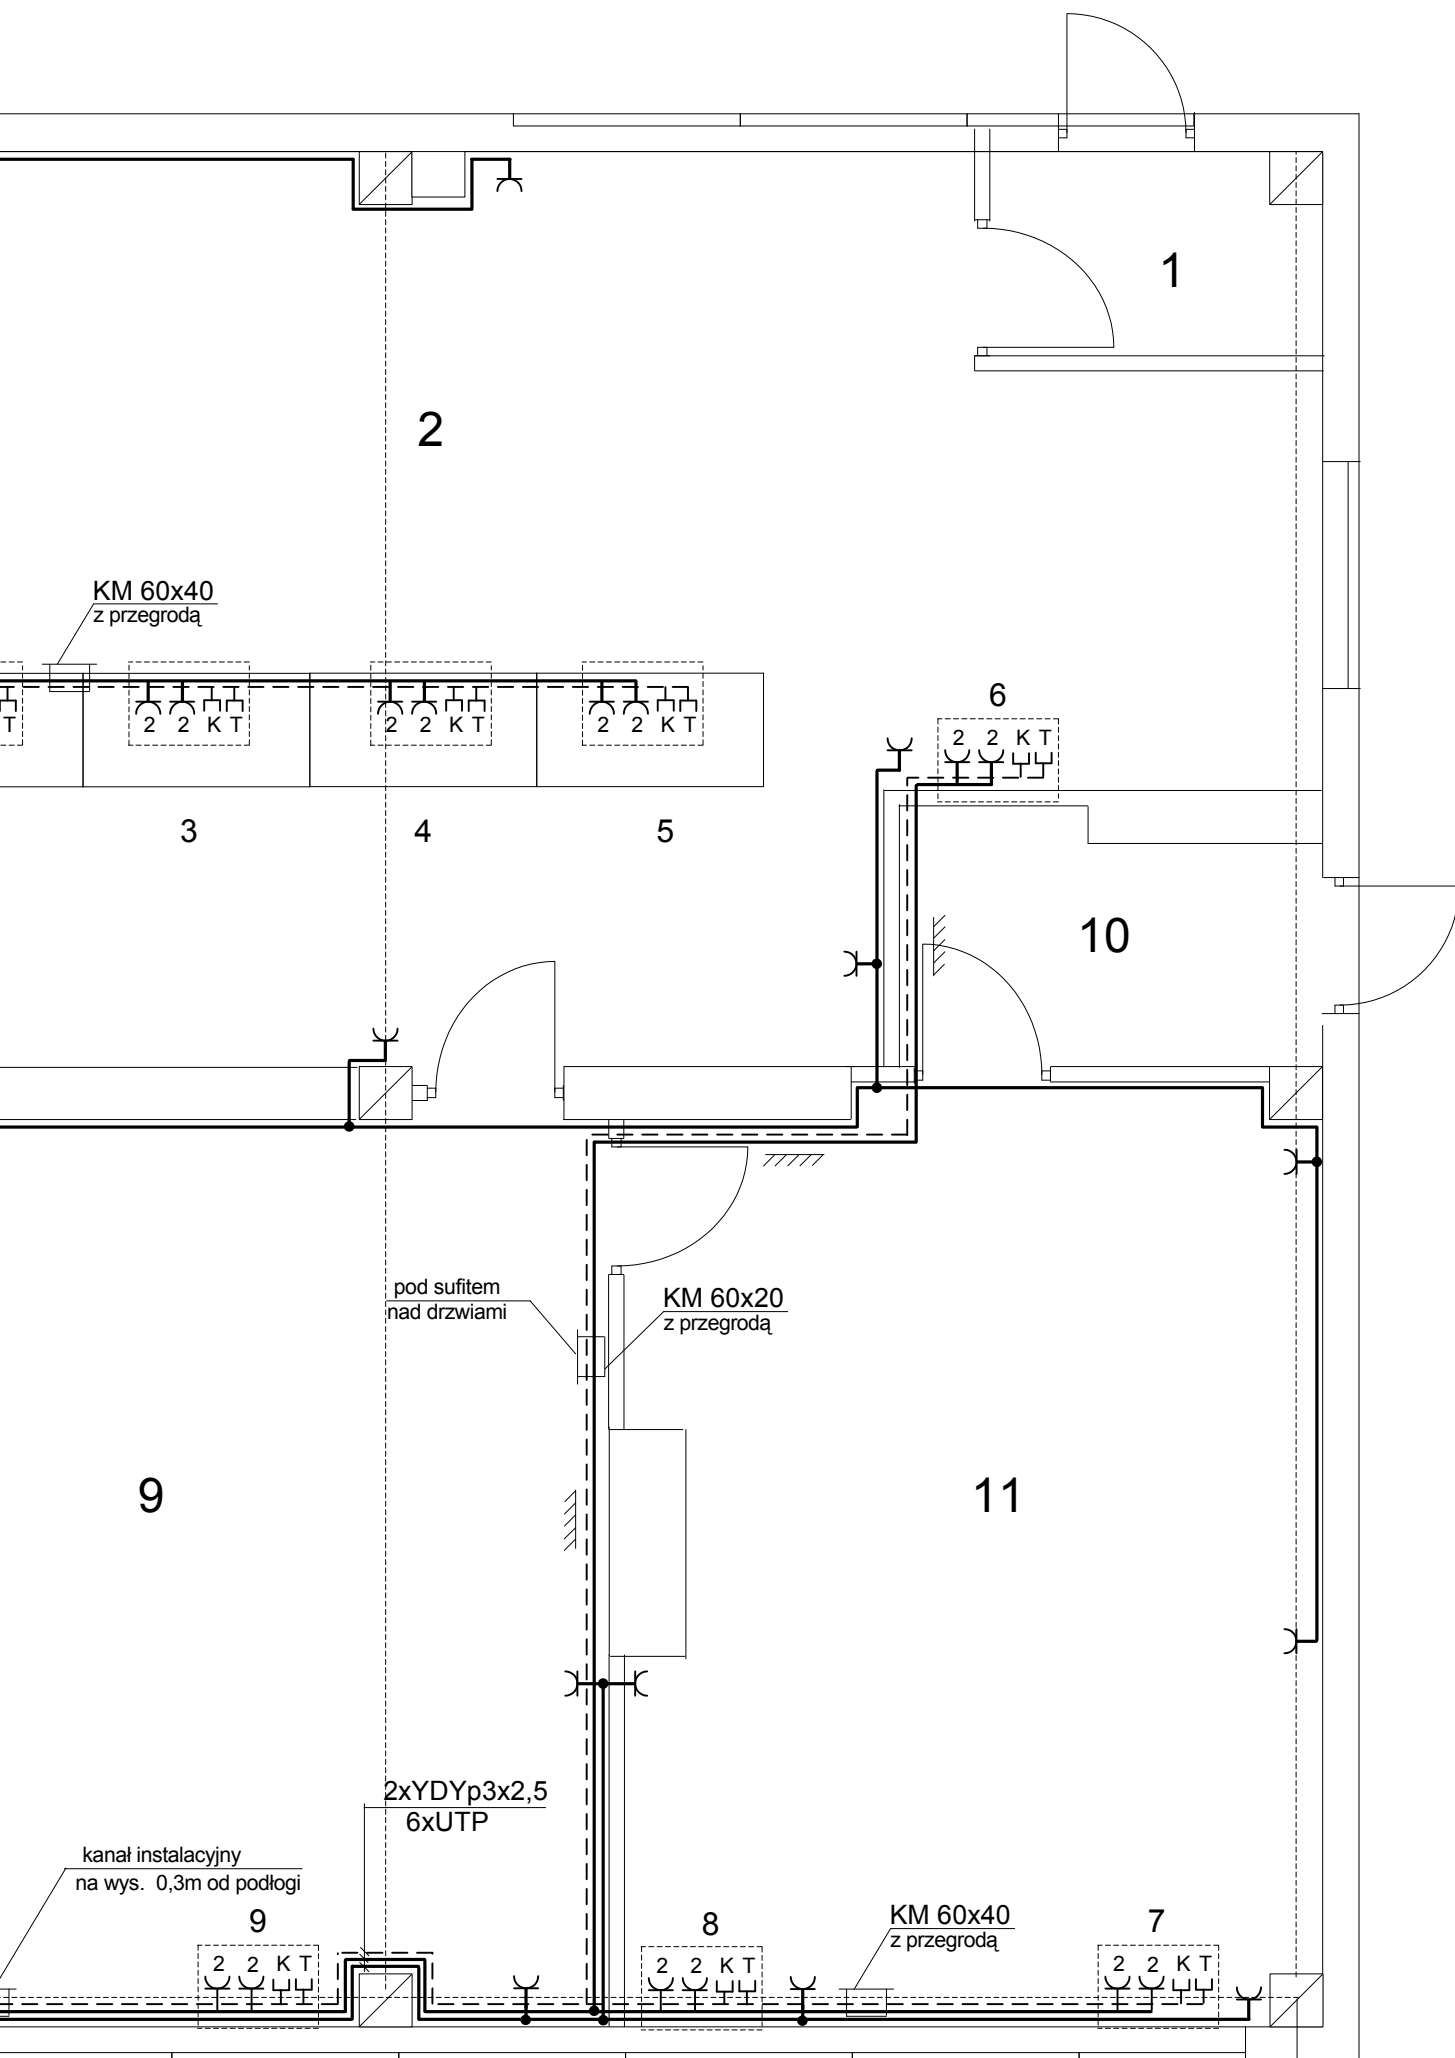 1
2
KM 60x40
z przegrodą
T
2 2 K T
2 2 K T
2 2 K T
6
2 2 K T
3
4
5
10
pod sufitem
nad drzwiami
KM 60x20
z przegrodą
9
11
2xYDYp3x2,5
6xUTP
kanał instalacyjny
na wys. 0,3m od podłogi
9
2 2 K T
8
2 2 K T
KM 60x40
z przegrodą
7
2 2 K T